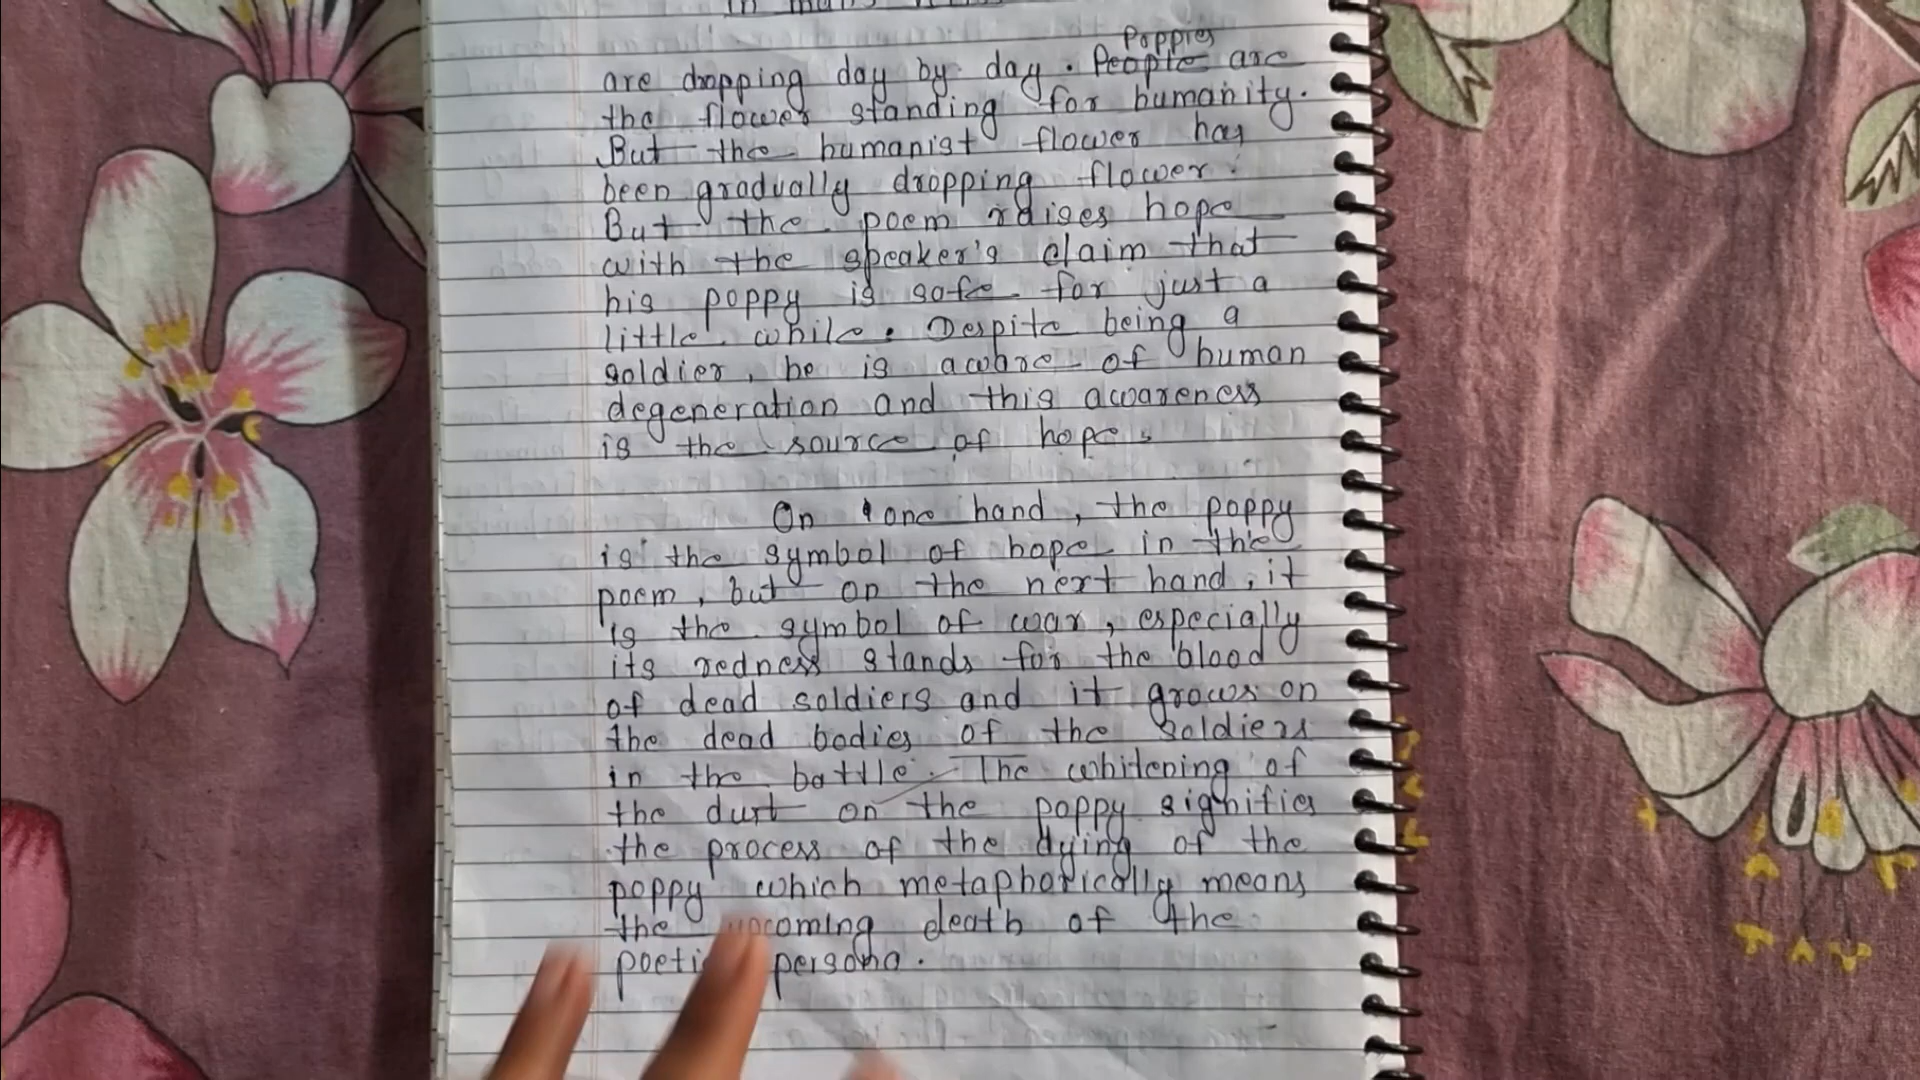 in man's
Poppies
are dropping day by day. People are
the flower standing for humanity.
But the humanist flower has
been gradually dropping flower.
But the poem raises hope
with the speaker's claim that
his poppy is safe for just a
little while. Despite being a
soldier, he is aware of human
degeneration and this awareness
is the source of hope.
On one hand, the poppy
is the symbol of hope in the
poem, but on the next hand, it
is the symbol of war, especially
its redness stands for the blood
of dead soldiers and it grows on
the dead bodies of the soldiers
in the battle. The whitening of
the dust on the poppy signifies
the process of the dying of the
poppy which metaphorically means
the upcoming death of the
poetic persona.